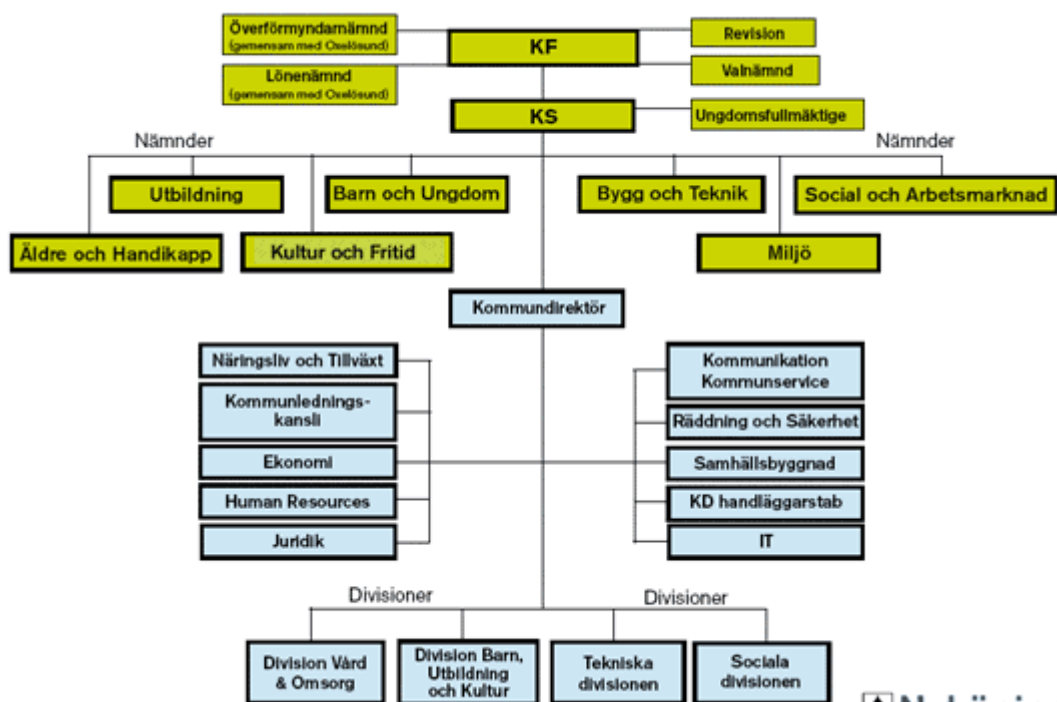 Överförmyndarnämnd
(gemensam med Oxelösund)
KF
Revision
Lönenämnd
(gemensam med Oxelösund)
Valnämnd
KS
Ungdomsfullmäktige
Nämnder
Nämnder
Utbildning
Barn och Ungdom
Bygg och Teknik
Social och Arbetsmarknad
Äldre och Handikapp
Kultur och Fritid
Miljö
Kommundirektör
Näringsliv och Tillväxt
Kommunlednings-
kansli
Ekonomi
Human Resources
Juridik
Kommunikation
Kommunservice
Räddning och Säkerhet
Samhällsbyggnad
KD handläggarstab
IT
Divisioner
Divisioner
Division Vård
& Omsorg
Division Barn,
Utbildning
och Kultur
Tekniska
divisionen
Sociala
divisionen